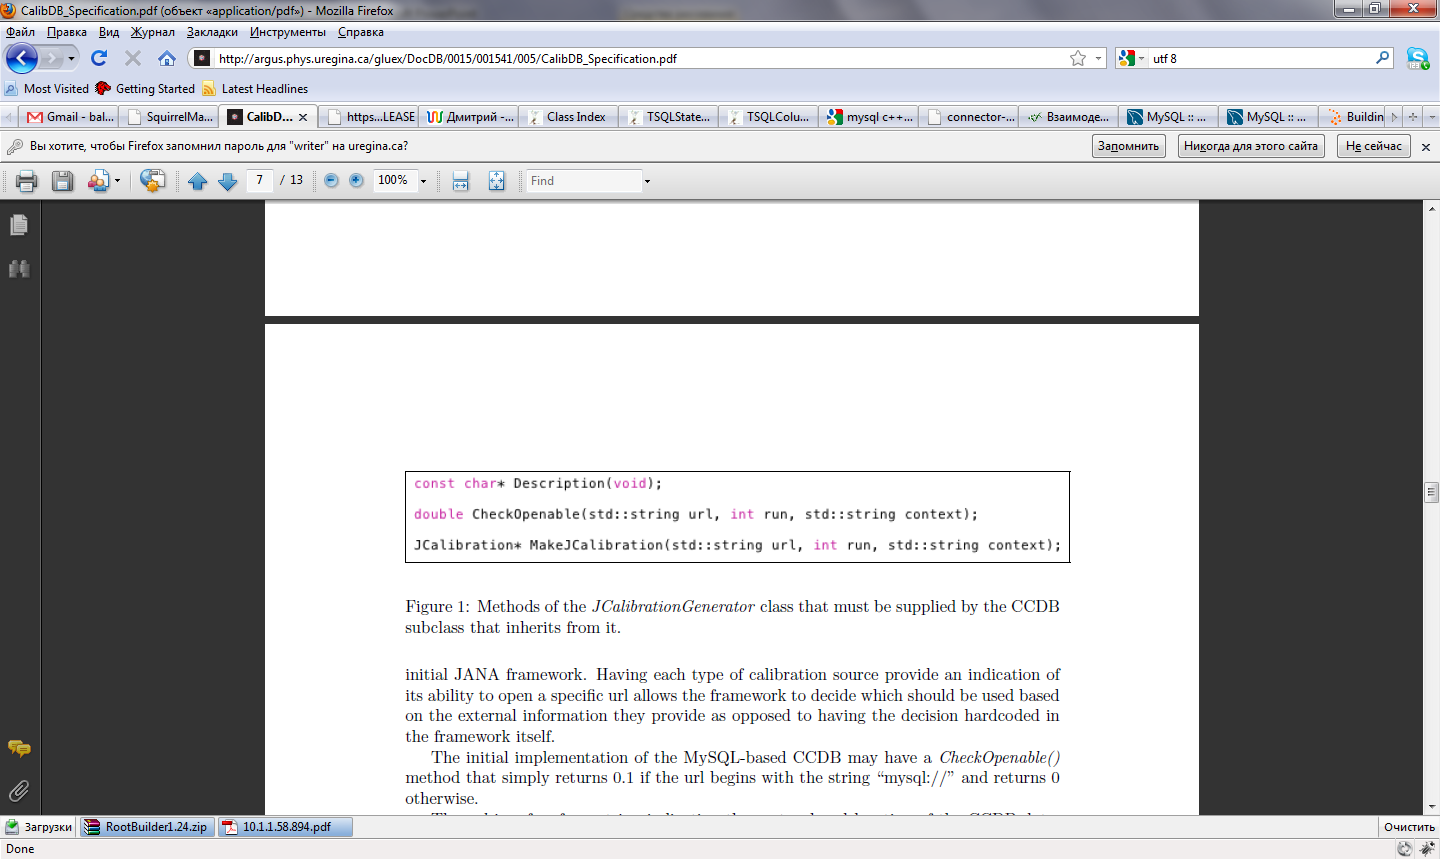 CalibDB_Specification.pdf (объект «application/pdf») - Mozilla Firefox
Файл Правка Вид Журнал Закладки Инструменты Справка
http://argus.phys.uregina.ca/gluex/DocDB/0015/001541/005/CalibDB_Specification.pdf utf 8
Most Visited Getting Started Latest Headlines
Gmail - bal... SquirrelMa... CalibD... https...LEASE Дмитрий -... Class Index TSQLState... TSQLColu... mysql c++... connector-... Взаимоде... MySQL :: ... MySQL :: ... Buildin
Вы хотите, чтобы Firefox запомнил пароль для "writer" на uregina.ca? Запомнить Никогда для этого сайта Не сейчас
7 / 13 100% Find
const char* Description(void);
double CheckOpenable(std::string url, int run, std::string context);
JCalibration* MakeJCalibration(std::string url, int run, std::string context);
Figure 1: Methods of the JCalibrationGenerator class that must be supplied by the CCDB
subclass that inherits from it.
initial JANA framework. Having each type of calibration source provide an indication of
its ability to open a specific url allows the framework to decide which should be used based
on the external information they provide as opposed to having the decision hardcoded in
the framework itself.
The initial implementation of the MySQL-based CCDB may have a CheckOpenable()
method that simply returns 0.1 if the url begins with the string “mysql://” and returns 0
otherwise.
Загрузки RootBuilder1.24.zip 10.1.1.58.894.pdf Очистить
Done